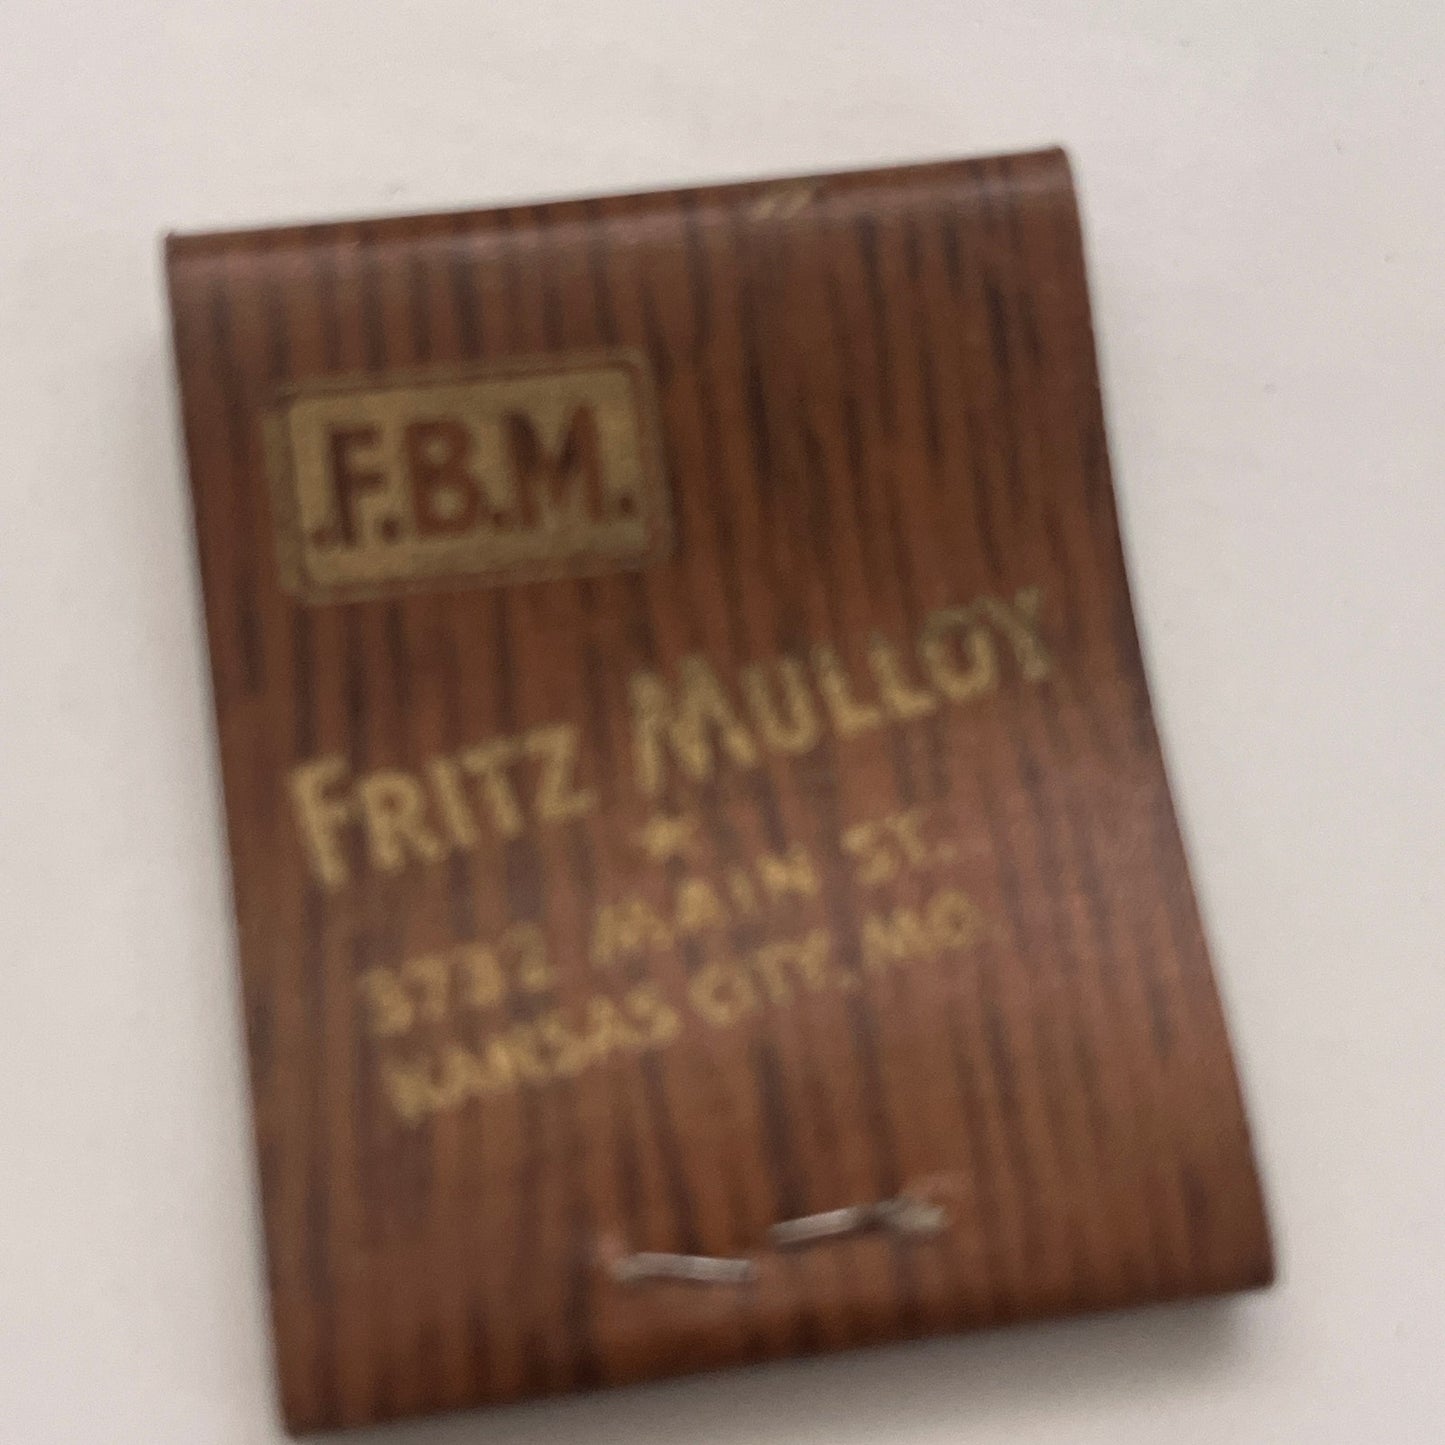 .F.B.M.
FRITZ MULLOY
3732 MAIN ST.
KANSAS CITY, MO.